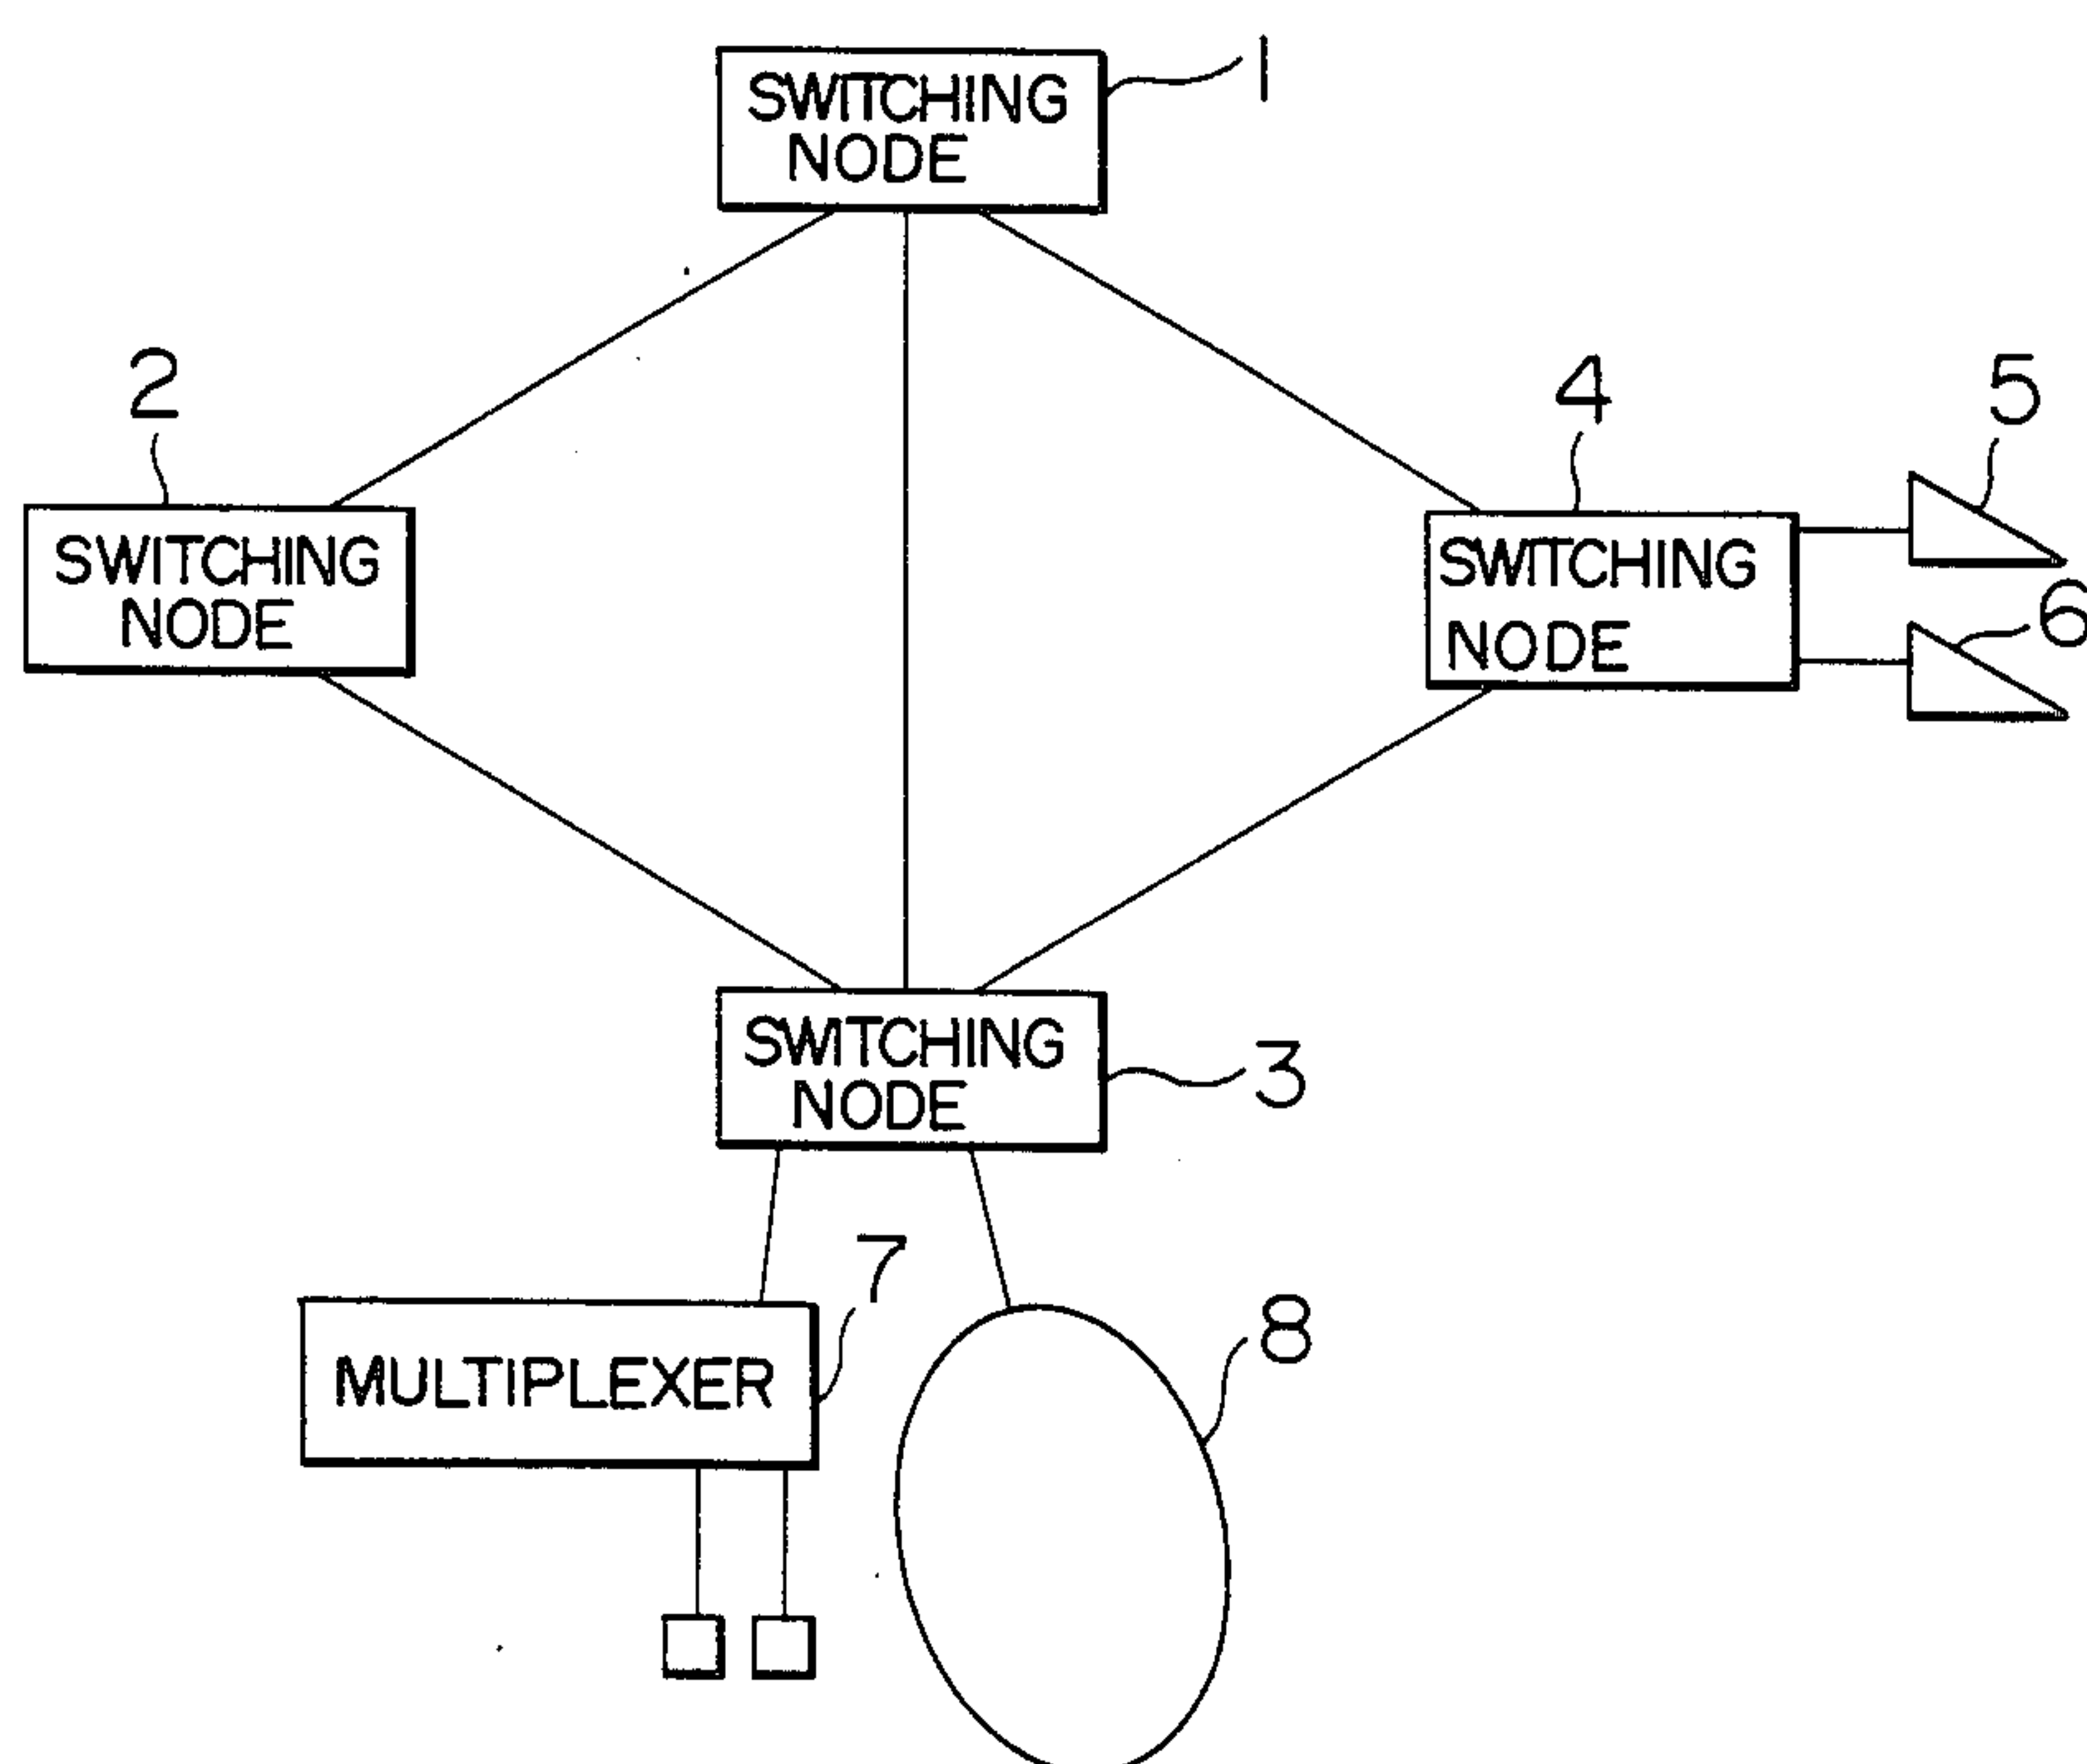 SWITCHING
NODE
1
2
SWITCHING
NODE
4
SWITCHING
NODE
5
6
SWITCHING
NODE
3
7
MULTIPLEXER
8